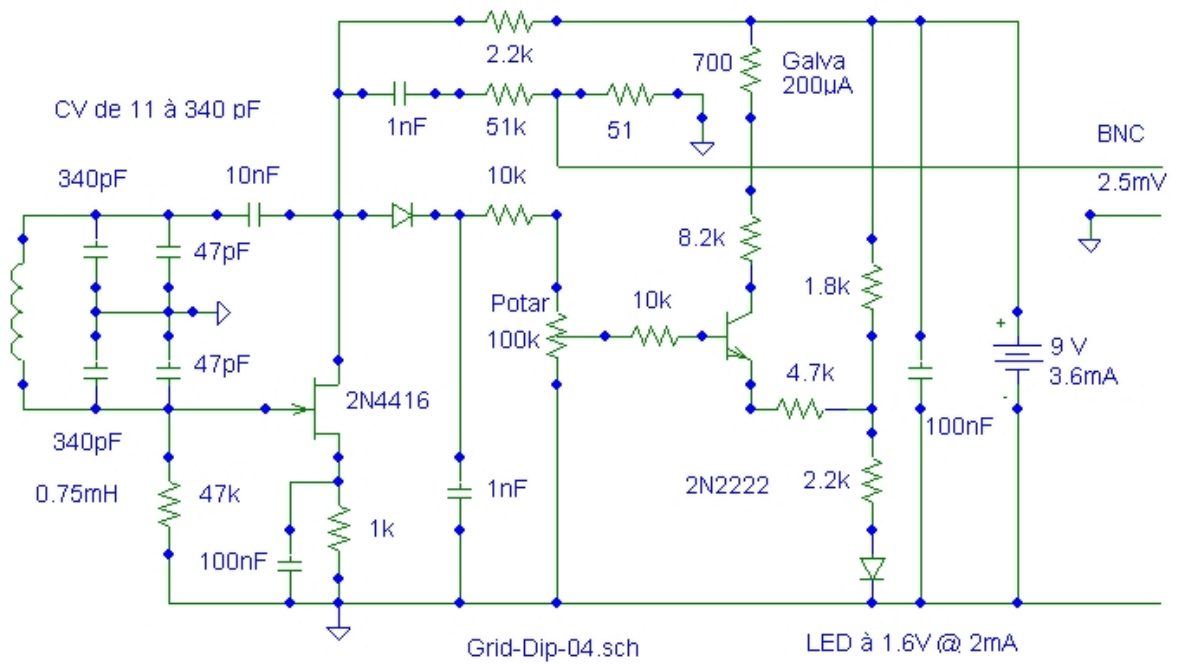 2.2k
700
Galva
200µA
CV de 11 à 340 pF
1nF
51k
51
BNC
2.5mV
340pF
10nF
10k
47pF
8.2k
1.8k
Potar
100k
10k
+
9 V
3.6mA
-
47pF
2N4416
4.7k
100nF
340pF
0.75mH
47k
1nF
2N2222
2.2k
1k
100nF
Grid-Dip-04.sch
LED à 1.6V @ 2mA